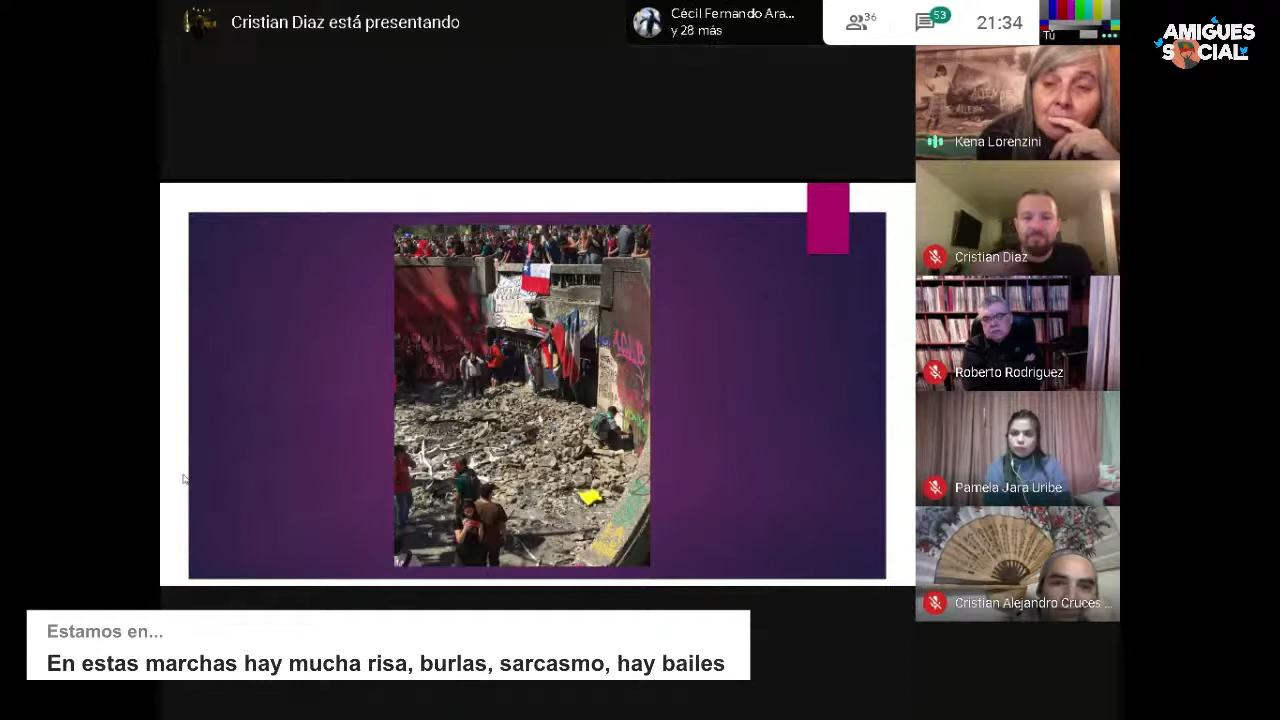 Cristian Diaz está presentando
Cécil Fernando Ara...
y 28 más
36
53
21:34
Tú
AMIGUES
SOCIAL
Kena Lorenzini
Cristian Diaz
Roberto Rodriguez
Pamela Jara Uribe
Cristian Alejandro Cruces ...
Estamos en...
En estas marchas hay mucha risa, burlas, sarcasmo, hay bailes